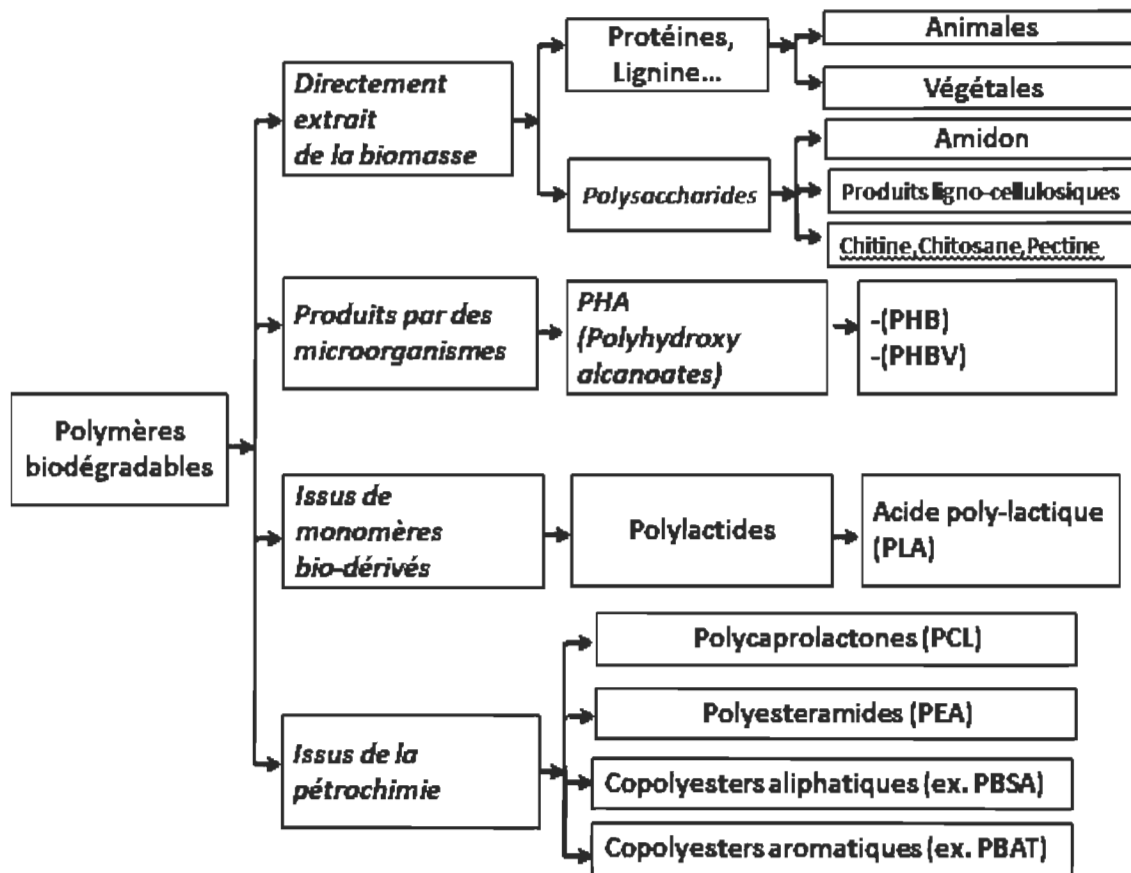 Polymères
biodégradables
Directement
extrait
de la biomasse
Protéines,
Lignine...
Animales
Végétales
Polysaccharides
Amidon
Produits ligno-cellulosiques
Chitine,Chitosane,Pectine
Produits par des
microorganismes
PHA
(Polyhydroxy
alcanoates)
-(PHB)
-(PHBV)
Issus de
monomères
bio-dérivés
Polylactides
Acide poly-lactique
(PLA)
Issus de la
pétrochimie
Polycaprolactones (PCL)
Polyesteramides (PEA)
Copolyesters aliphatiques (ex. PBSA)
Copolyesters aromatiques (ex. PBAT)